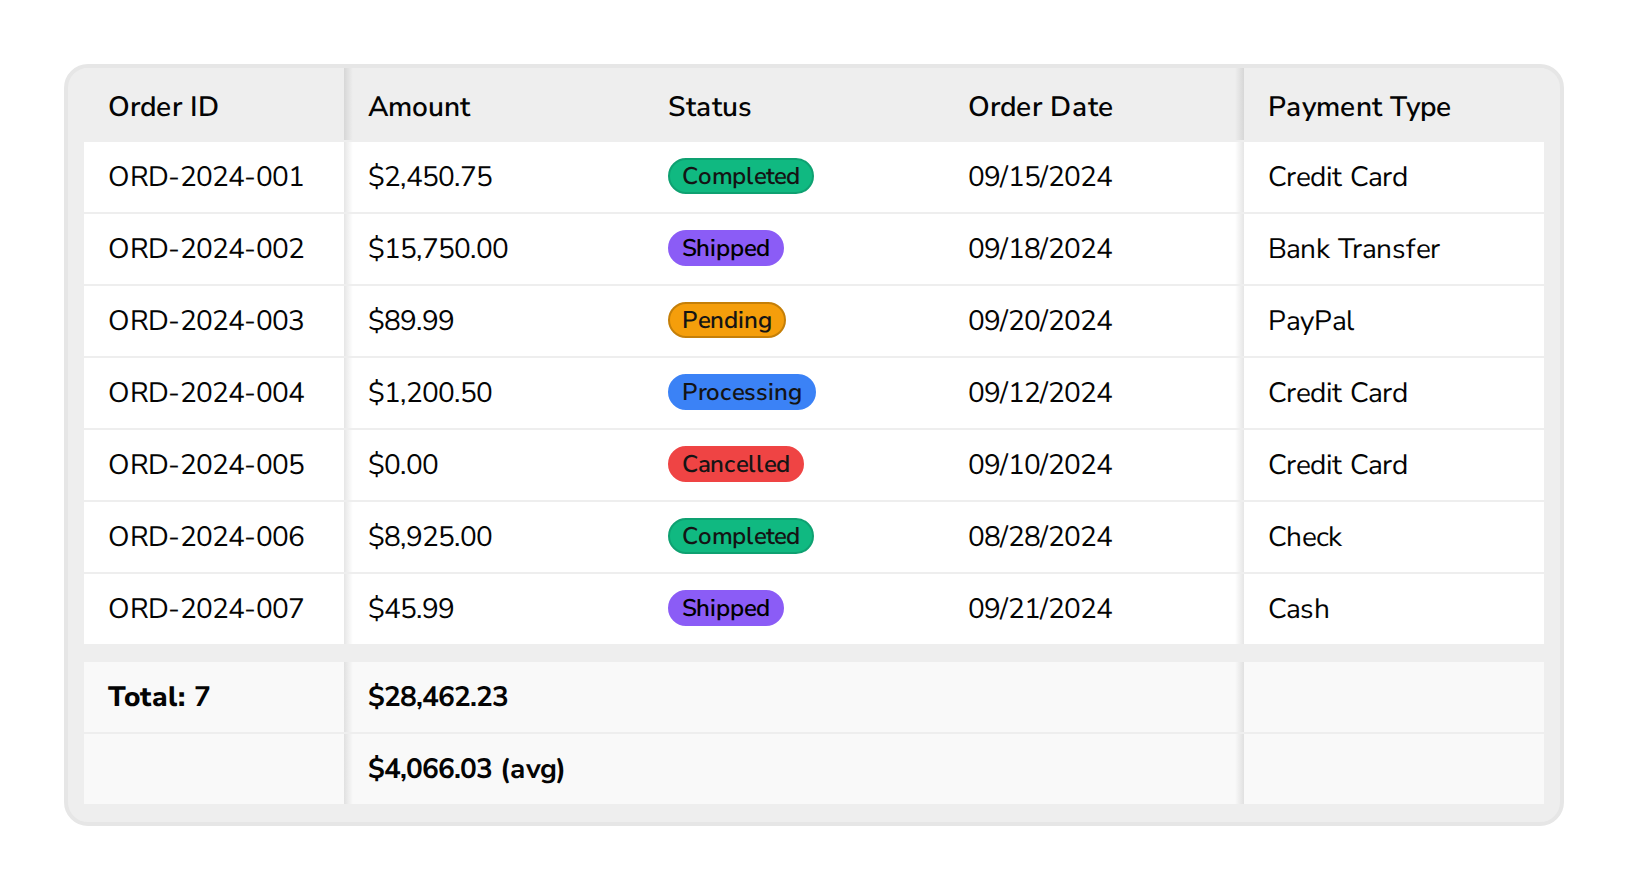 Order ID Amount Status Order Date Payment Type
ORD-2024-001 $2,450.75 Completed 09/15/2024 Credit Card
ORD-2024-002 $15,750.00 Shipped 09/18/2024 Bank Transfer
ORD-2024-003 $89.99 Pending 09/20/2024 PayPal
ORD-2024-004 $1,200.50 Processing 09/12/2024 Credit Card
ORD-2024-005 $0.00 Cancelled 09/10/2024 Credit Card
ORD-2024-006 $8,925.00 Completed 08/28/2024 Check
ORD-2024-007 $45.99 Shipped 09/21/2024 Cash
Total: 7 $28,462.23
$4,066.03 (avg)